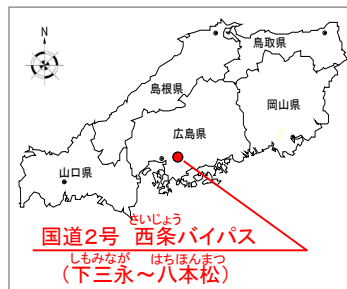 N
鳥取県
島根県
岡山県
広島県
山口県
さいじょう
国道2号 西条バイパス
しもみなが はちほんまつ
（下三永～八本松）